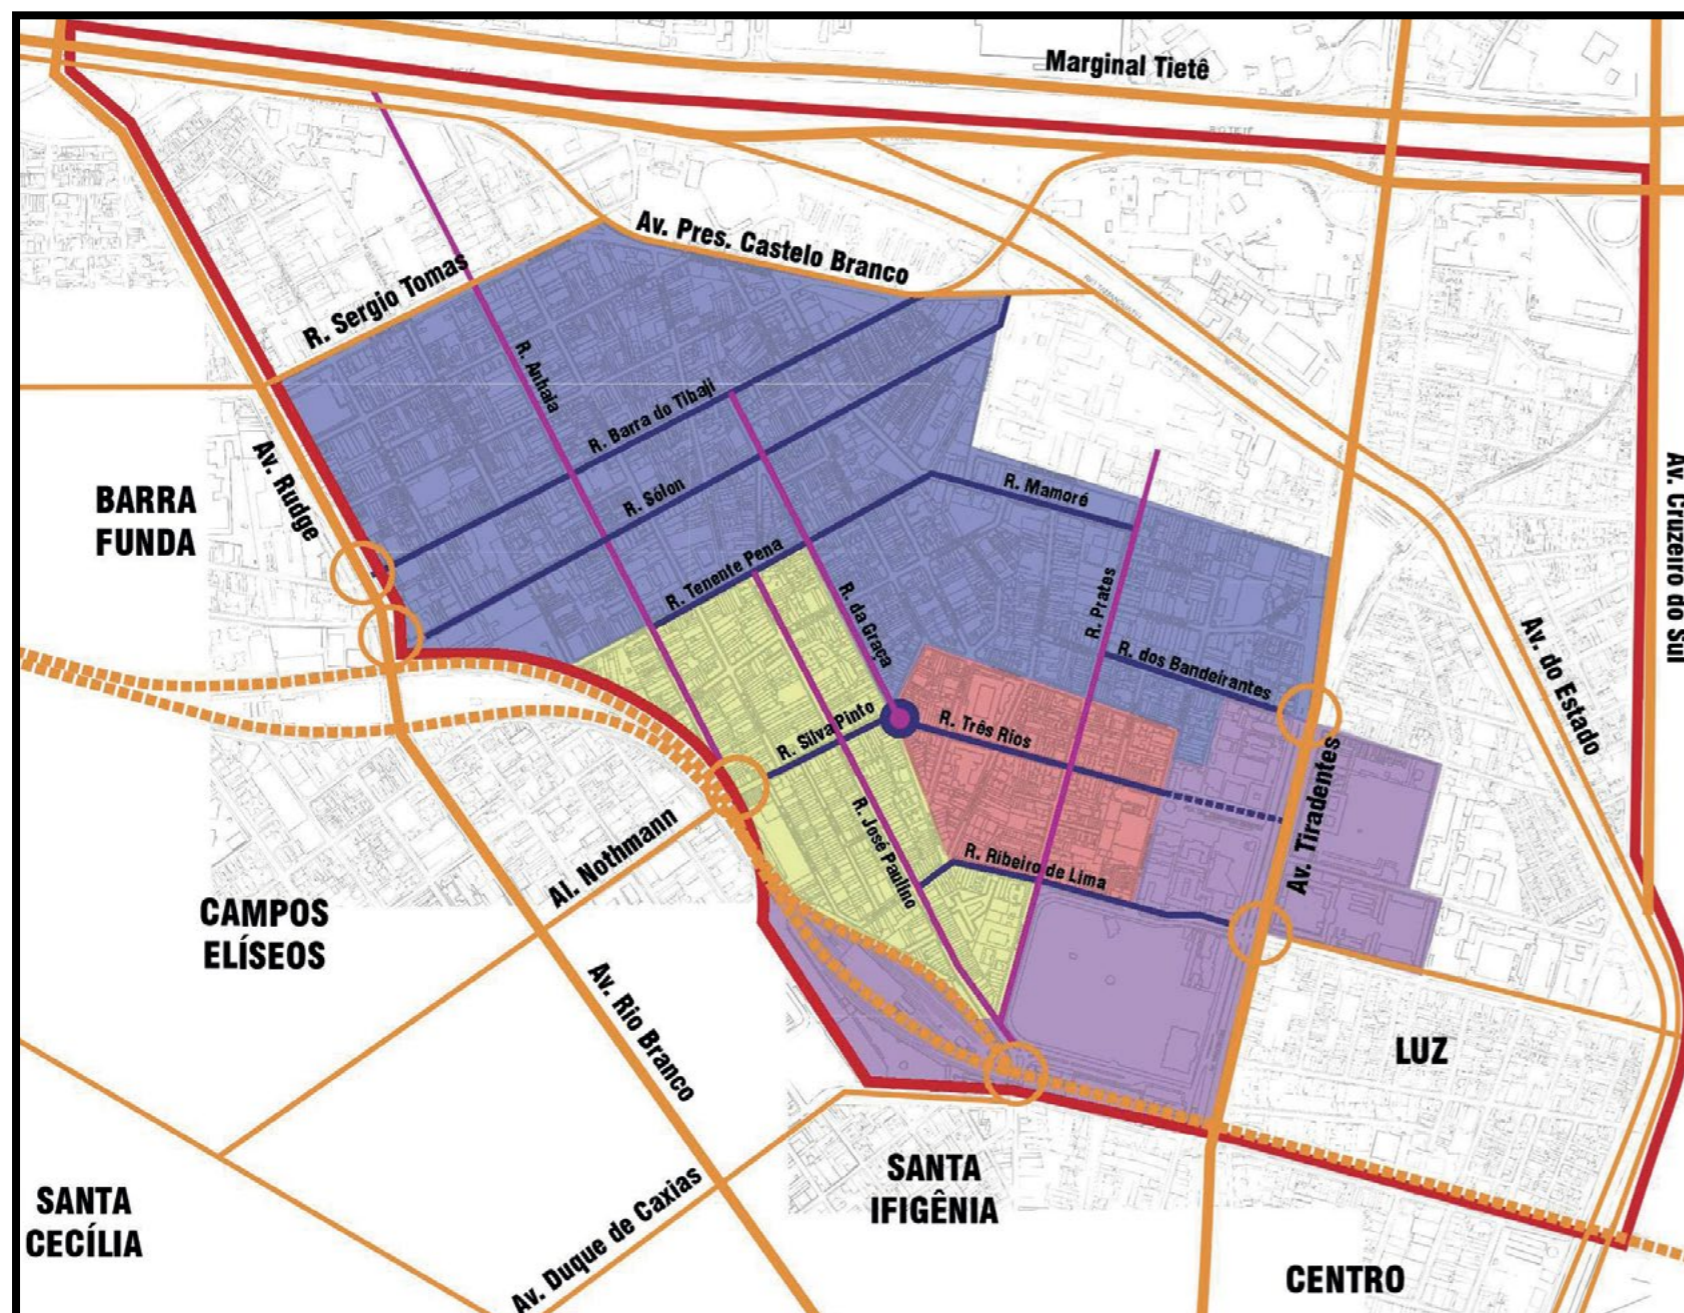 Marginal Tietê
Av. Pres. Castelo Branco
R. Sergio Tomas
R. Anhaia
R. Barra do Tibaji
Av. Rudge
R. Sólon
R. Mamoré
BARRA
FUNDA
Av. Cruzeiro do Sul
R. Tenente Pena
R. da Graça
R. Prates
R. dos Bandeirantes
Av. do Estado
R. Silva Pinto
R. Três Rios
Av. Tiradentes
R. José Paulino
R. Ribeiro de Lima
Al. Nothmann
CAMPOS
ELÍSEOS
Av. Rio Branco
LUZ
SANTA
IFIGÊNIA
SANTA
CECÍLIA
Av. Duque de Caxias
CENTRO